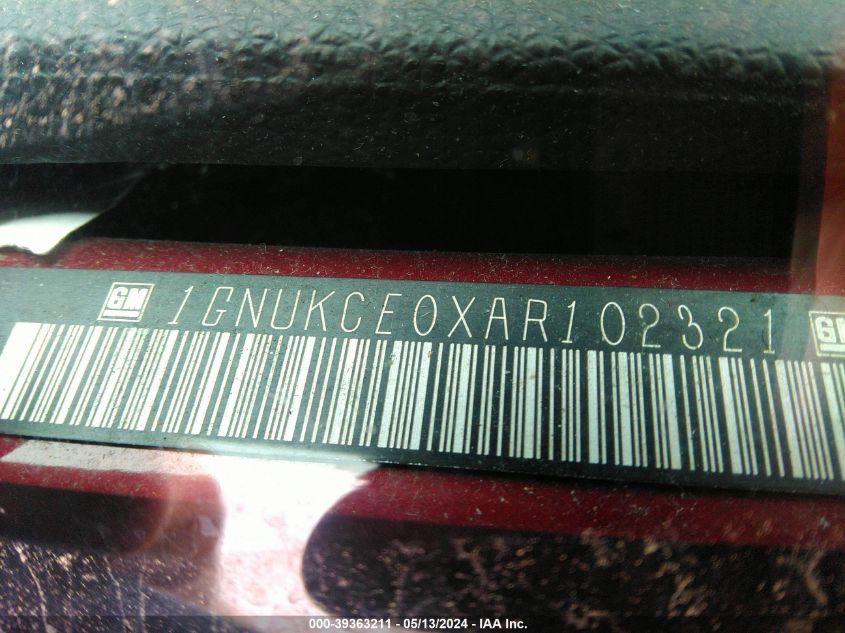 GM 1GNUKCE0XAR102321 GM
000-39363211 - 05/13/2024 - IAA Inc.